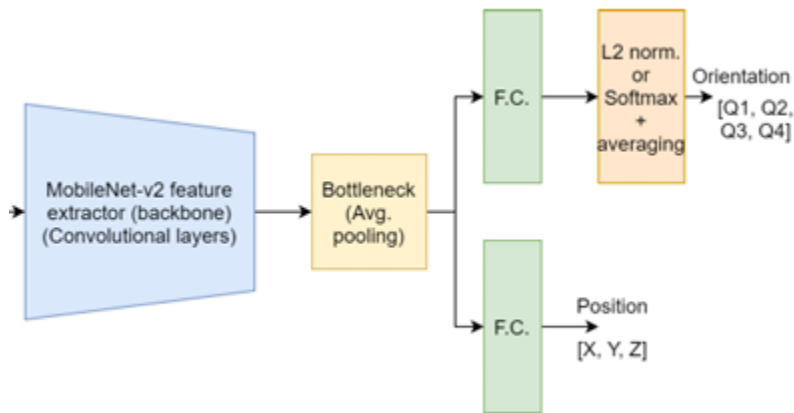 MobileNet-v2 feature
extractor (backbone)
(Convolutional layers)
Bottleneck
(Avg.
pooling)
F.C.
L2 norm.
or
Softmax
+
averaging
Orientation
[Q1, Q2,
Q3, Q4]
F.C.
Position
[X, Y, Z]